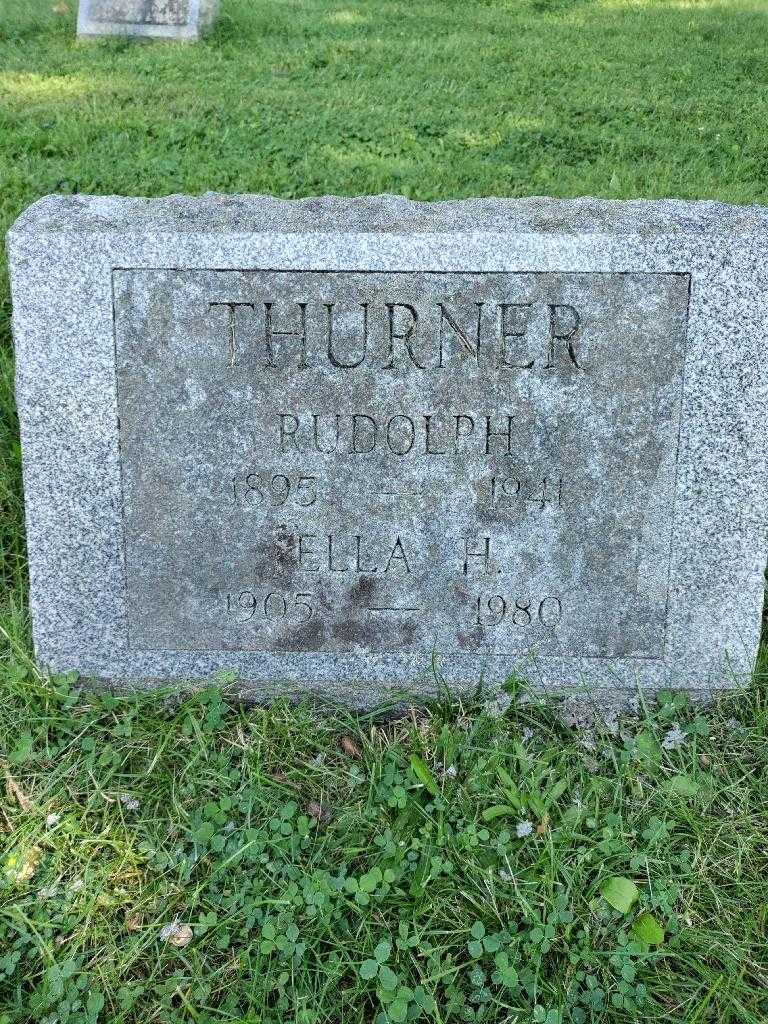 THURNER
RUDOLPH
1895 — 1941
ELLA H.
1905 — 1980